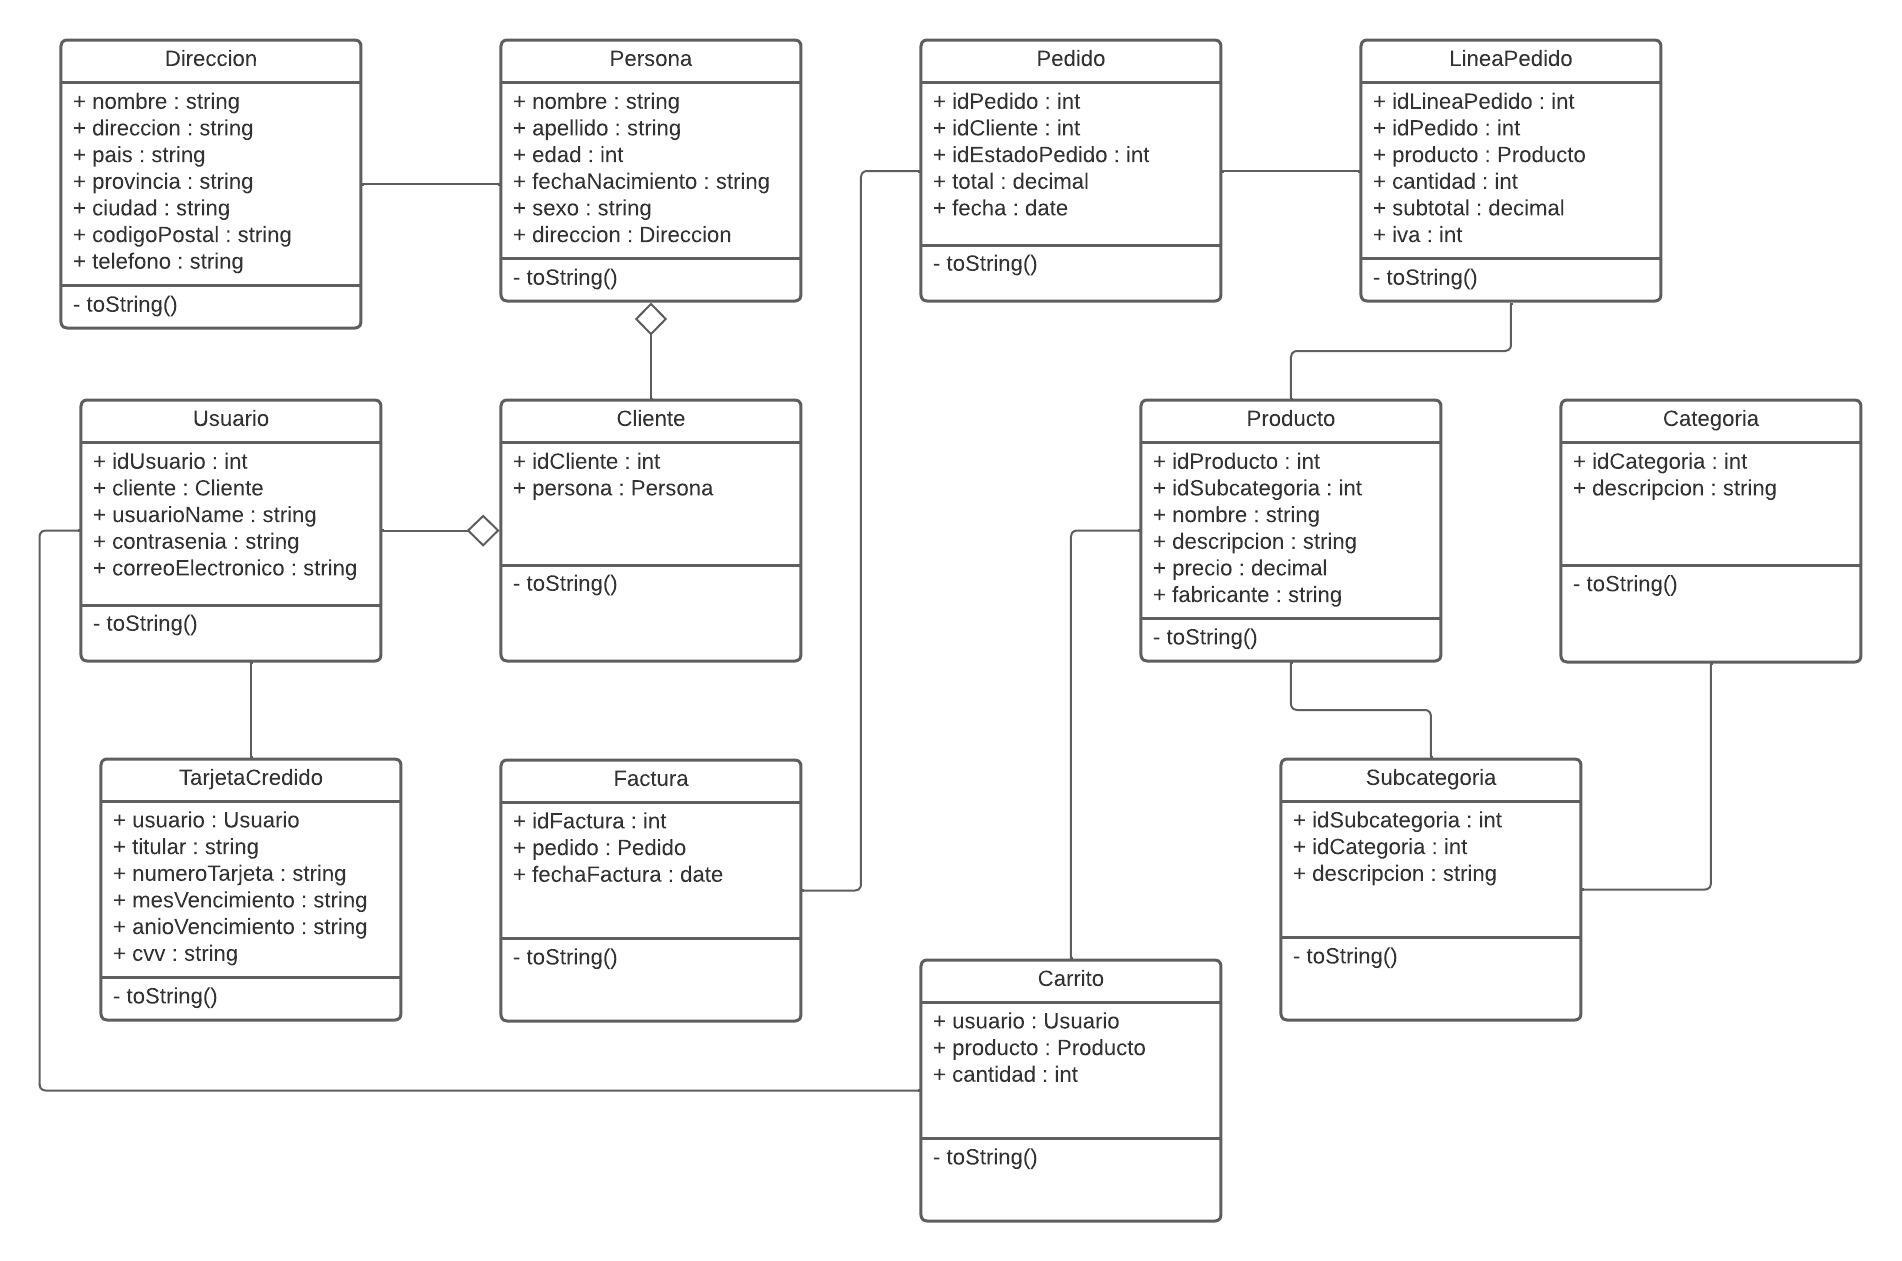 Direccion
+ nombre : string
+ direccion : string
+ pais : string
+ provincia : string
+ ciudad : string
+ codigoPostal : string
+ telefono : string
- toString()
Persona
+ nombre : string
+ apellido : string
+ edad : int
+ fechaNacimiento : string
+ sexo : string
+ direccion : Direccion
- toString()
Pedido
+ idPedido : int
+ idCliente : int
+ idEstadoPedido : int
+ total : decimal
+ fecha : date
- toString()
LineaPedido
+ idLineaPedido : int
+ idPedido : int
+ producto : Producto
+ cantidad : int
+ subtotal : decimal
+ iva : int
- toString()
Usuario
+ idUsuario : int
+ cliente : Cliente
+ usuarioName : string
+ contrasenia : string
+ correoElectronico : string
- toString()
Cliente
+ idCliente : int
+ persona : Persona
- toString()
Producto
+ idProducto : int
+ idSubcategoria : int
+ nombre : string
+ descripcion : string
+ precio : decimal
+ fabricante : string
- toString()
Categoria
+ idCategoria : int
+ descripcion : string
- toString()
TarjetaCredido
+ usuario : Usuario
+ titular : string
+ numeroTarjeta : string
+ mesVencimiento : string
+ anioVencimiento : string
+ cvv : string
- toString()
Factura
+ idFactura : int
+ pedido : Pedido
+ fechaFactura : date
- toString()
Subcategoria
+ idSubcategoria : int
+ idCategoria : int
+ descripcion : string
- toString()
Carrito
+ usuario : Usuario
+ producto : Producto
+ cantidad : int
- toString()